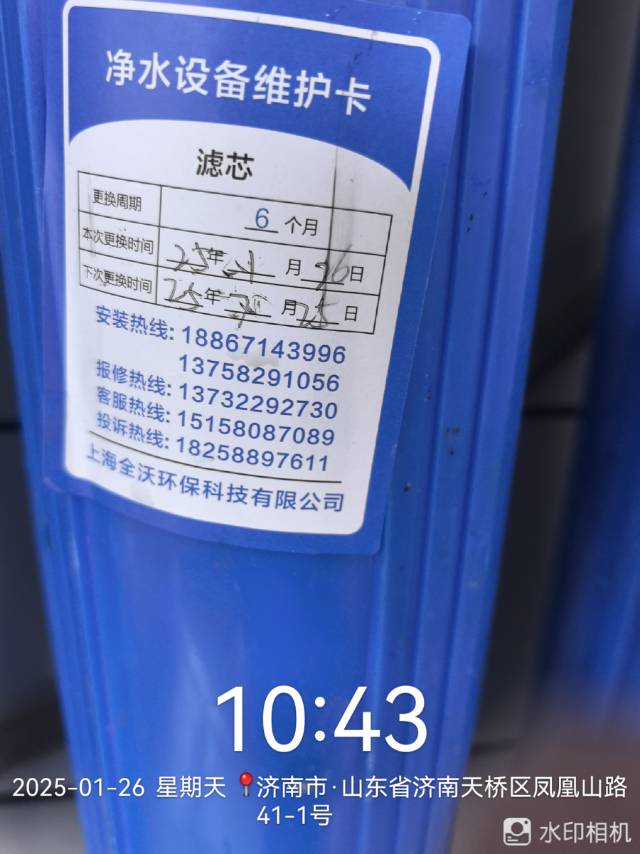 净水设备维护卡
滤芯
更换周期 6 个月
本次更换时间 25年 1 月 26日
下次更换时间 25年 7 月 25日
安装热线: 18867143996
13758291056
报修热线: 13732292730
客服热线: 15158087089
投诉热线: 18258897611
上海全沃环保科技有限公司
10:43
2025-01-26 星期天 济南市·山东省济南天桥区凤凰山路
41-1号
水印相机